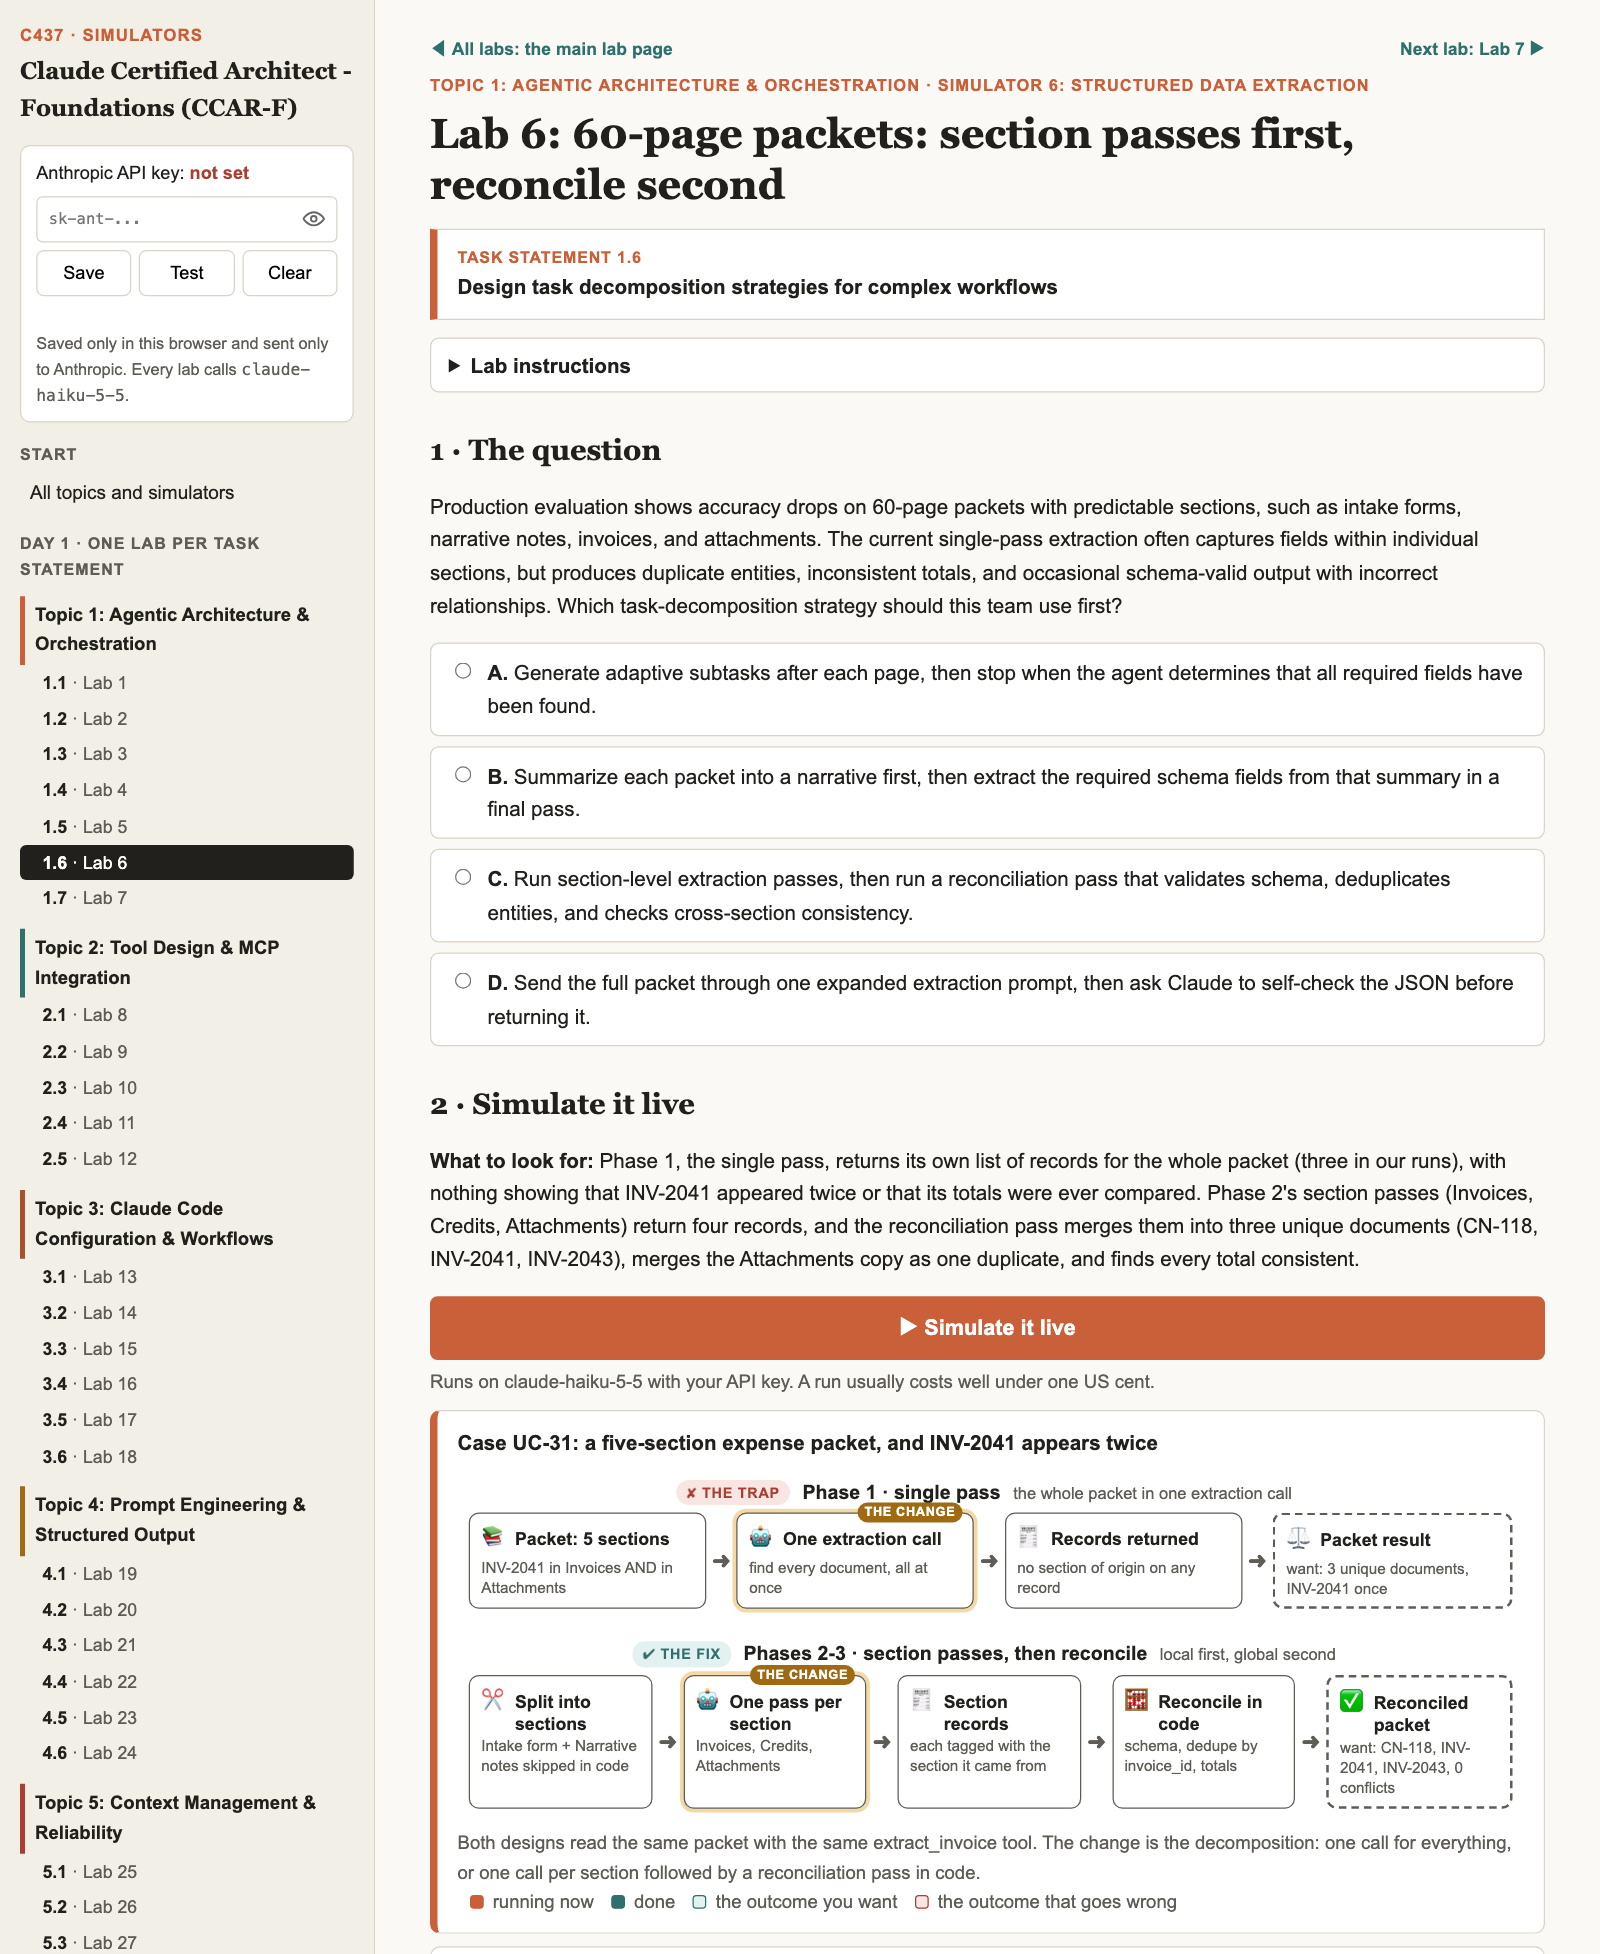 C437 · SIMULATORS
Claude Certified Architect -
Foundations (CCAR-F)
Anthropic API key: not set
sk-ant-...
Save
Test
Clear
Saved only in this browser and sent only
to Anthropic. Every lab calls claude-
haiku-5-5.
START
All topics and simulators
DAY 1 · ONE LAB PER TASK
STATEMENT
Topic 1: Agentic Architecture &
Orchestration
1.1 · Lab 1
1.2 · Lab 2
1.3 · Lab 3
1.4 · Lab 4
1.5 · Lab 5
1.6 · Lab 6
1.7 · Lab 7
Topic 2: Tool Design & MCP
Integration
2.1 · Lab 8
2.2 · Lab 9
2.3 · Lab 10
2.4 · Lab 11
2.5 · Lab 12
Topic 3: Claude Code
Configuration & Workflows
3.1 · Lab 13
3.2 · Lab 14
3.3 · Lab 15
3.4 · Lab 16
3.5 · Lab 17
3.6 · Lab 18
Topic 4: Prompt Engineering &
Structured Output
4.1 · Lab 19
4.2 · Lab 20
4.3 · Lab 21
4.4 · Lab 22
4.5 · Lab 23
4.6 · Lab 24
Topic 5: Context Management &
Reliability
5.1 · Lab 25
5.2 · Lab 26
5.3 · Lab 27
◀ All labs: the main lab page
Next lab: Lab 7 ▶
TOPIC 1: AGENTIC ARCHITECTURE & ORCHESTRATION · SIMULATOR 6: STRUCTURED DATA EXTRACTION
Lab 6: 60-page packets: section passes first,
reconcile second
TASK STATEMENT 1.6
Design task decomposition strategies for complex workflows
▶ Lab instructions
1 · The question
Production evaluation shows accuracy drops on 60-page packets with predictable sections, such as intake forms,
narrative notes, invoices, and attachments. The current single-pass extraction often captures fields within individual
sections, but produces duplicate entities, inconsistent totals, and occasional schema-valid output with incorrect
relationships. Which task-decomposition strategy should this team use first?
A. Generate adaptive subtasks after each page, then stop when the agent determines that all required fields have
been found.
B. Summarize each packet into a narrative first, then extract the required schema fields from that summary in a
final pass.
C. Run section-level extraction passes, then run a reconciliation pass that validates schema, deduplicates
entities, and checks cross-section consistency.
D. Send the full packet through one expanded extraction prompt, then ask Claude to self-check the JSON before
returning it.
2 · Simulate it live
What to look for: Phase 1, the single pass, returns its own list of records for the whole packet (three in our runs), with
nothing showing that INV-2041 appeared twice or that its totals were ever compared. Phase 2's section passes (Invoices,
Credits, Attachments) return four records, and the reconciliation pass merges them into three unique documents (CN-118,
INV-2041, INV-2043), merges the Attachments copy as one duplicate, and finds every total consistent.
▶ Simulate it live
Runs on claude-haiku-5-5 with your API key. A run usually costs well under one US cent.
Case UC-31: a five-section expense packet, and INV-2041 appears twice
✘ THE TRAP Phase 1 · single pass the whole packet in one extraction call
THE CHANGE
Packet: 5 sections
INV-2041 in Invoices AND in
Attachments
➜
One extraction call
find every document, all at
once
➜
Records returned
no section of origin on any
record
➜
Packet result
want: 3 unique documents,
INV-2041 once
✔ THE FIX Phases 2-3 · section passes, then reconcile local first, global second
THE CHANGE
Split into
sections
Intake form + Narrative
notes skipped in code
➜
One pass per
section
Invoices, Credits,
Attachments
➜
Section
records
each tagged with the
section it came from
➜
Reconcile in
code
schema, dedupe by
invoice_id, totals
➜
Reconciled
packet
want: CN-118, INV-
2041, INV-2043, 0
conflicts
Both designs read the same packet with the same extract_invoice tool. The change is the decomposition: one call for everything,
or one call per section followed by a reconciliation pass in code.
running now done the outcome you want the outcome that goes wrong